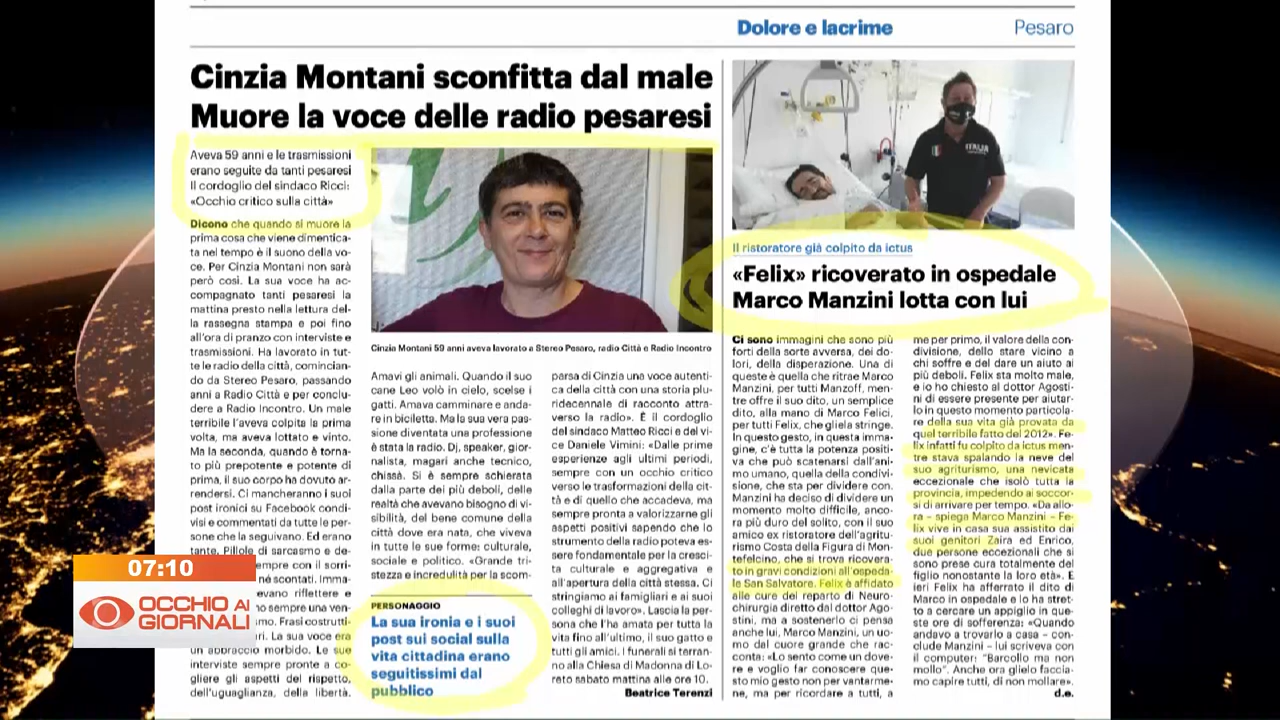 Dolore e lacrime
Pesaro
Cinzia Montani sconfitta dal male
Muore la voce delle radio pesaresi
Aveva 59 anni e le trasmissioni
erano seguite da tanti pesaresi
Il cordoglio del sindaco Ricci:
«Occhio critico sulla città»
Dicono che quando si muore la
prima cosa che viene dimentica-
ta nel tempo è il suono della vo-
ce. Per Cinzia Montani non sarà
però così. La sua voce ha ac-
compagnato tanti pesaresi la
mattina presto nella lettura del-
la rassegna stampa e poi fino
all'ora di pranzo con interviste e
trasmissioni. Ha lavorato in tut-
te le radio della città, comincian-
do da Stereo Pesaro, passando
anni a Radio Città e per conclu-
dere a Radio Incontro. Un male
terribile l'aveva colpita la prima
volta, ma aveva lottato e vinto.
Ma la seconda, quando è torna-
to più prepotente e potente di
prima, il suo corpo ha dovuto ar-
rendersi. Ci mancheranno i suoi
post ironici su Facebook condi-
visi e commentati da tutte le per-
sone che la seguivano. Ed erano
tante. Pillole di sarcasmo e de-
con il sorri-
né scontati. Imma-
evano riflettere e
no sempre una ven-
smo. Frasi costrutti-
ri. La sua voce era
un abbraccio morbido. Le sue
interviste sempre pronte a co-
gliere gli aspetti del rispetto,
dell'uguaglianza, della libertà.
Cinzia Montani 59 anni aveva lavorato a Stereo Pesaro, radio Città e Radio Incontro
Amavi gli animali. Quando il suo
cane Leo volò in cielo, scelse i
gatti. Amava camminare e anda-
re in bicicletta. Ma la sua vera pas-
sione diventata una professione
è stata la radio. Dj, speaker, gior-
nalista, magari anche tecnico,
chissà. Si è sempre schierata
dalla parte dei più deboli, delle
realtà che avevano bisogno di vi-
sibilità, del bene comune della
città dove era nata, che viveva
in tutte le sue forme: culturale,
sociale e politico. «Grande tri-
stezza e incredulità per la scom-
PERSONAGGIO
La sua ironia e i suoi
post sui social sulla
vita cittadina erano
seguitissimi dal
pubblico
parsa di Cinzia una voce autenti-
ca della città con una storia plu-
ridecennale di racconto attra-
verso la radio». È il cordoglio
del sindaco Matteo Ricci e del vi-
ce Daniele Vimini: «Dalle prime
esperienze agli ultimi periodi,
sempre con un occhio critico
verso le trasformazioni della cit-
tà e di quello che accadeva, ma
sempre pronta a valorizzarne gli
aspetti positivi sapendo che lo
strumento della radio poteva es-
sere fondamentale per la cresci-
ta culturale e aggregativa e
all'apertura della città stessa. Ci
stringiamo ai famigliari e ai suoi
colleghi di lavoro». Lascia la per-
sona che l'ha amata per tutta la
vita fino all'ultimo, il suo gatto e
tutti gli amici. I funerali si terran-
no alla Chiesa di Madonna di Lo-
reto sabato mattina alle ore 10.
Beatrice Terenzi
ITALIA
Il ristoratore già colpito da ictus
«Felix» ricoverato in ospedale
Marco Manzini lotta con lui
Ci sono immagini che sono più
forti della sorte avversa, dei do-
lori, della disperazione. Una di
queste è quella che ritrae Marco
Manzini, per tutti Manzoff, men-
tre offre il suo dito, un semplice
dito, alla mano di Marco Felici,
per tutti Felix, che gliela stringe.
In questo gesto, in questa imma-
gine, c'è tutta la potenza positi-
va che può scatenarsi dall'ani-
mo umano, quella della condivi-
sione, che sta per dividere con.
Manzini ha deciso di dividere un
momento molto difficile, anco-
ra più duro del solito, con il suo
amico ex ristoratore dell'agritu-
rismo Costa della Figura di Mon-
tefelcino, che si trova ricovera-
to in gravi condizioni all'ospeda-
le San Salvatore. Felix è affidato
alle cure del reparto di Neuro-
chirurgia diretto dal dottor Ago-
stini, ma a sostenerlo ci pensa
anche lui, Marco Manzini, un uo-
mo dal cuore grande che rac-
conta: «Lo sento come un dove-
re e voglio far conoscere que-
sto mio gesto non per vantarme-
ne, ma per ricordare a tutti, a
me per primo, il valore della con-
divisione, dello stare vicino a
chi soffre e del dare un aiuto ai
più deboli. Felix sta molto male,
e io ho chiesto al dottor Agosti-
ni di essere presente per aiutar-
lo in questo momento particola-
re della sua vita già provata da
quel terribile fatto del 2012». Fe-
lix infatti fu colpito da ictus men-
tre stava spalando la neve del
suo agriturismo, una nevicata
eccezionale che isolò tutta la
provincia, impedendo ai soccor-
si di arrivare per tempo. «Da allo-
ra – spiega Marco Manzini – Fe-
lix vive in casa sua assistito dai
suoi genitori Zaira ed Enrico,
due persone eccezionali che si
sono prese cura totalmente del
figlio nonostante la loro età». E
ieri Felix ha afferrato il dito di
Marco in ospedale e lo ha stret-
to a cercare un appiglio in que-
ste ore di sofferenza: «Quando
andavo a trovarlo a casa – con-
clude Manzini – lui scriveva con
il computer: "Barcollo ma non
mollo". Anche ora glielo faccia-
mo capire tutti, di non mollare».
d.e.
07:10
OCCHIO AI
GIORNALI